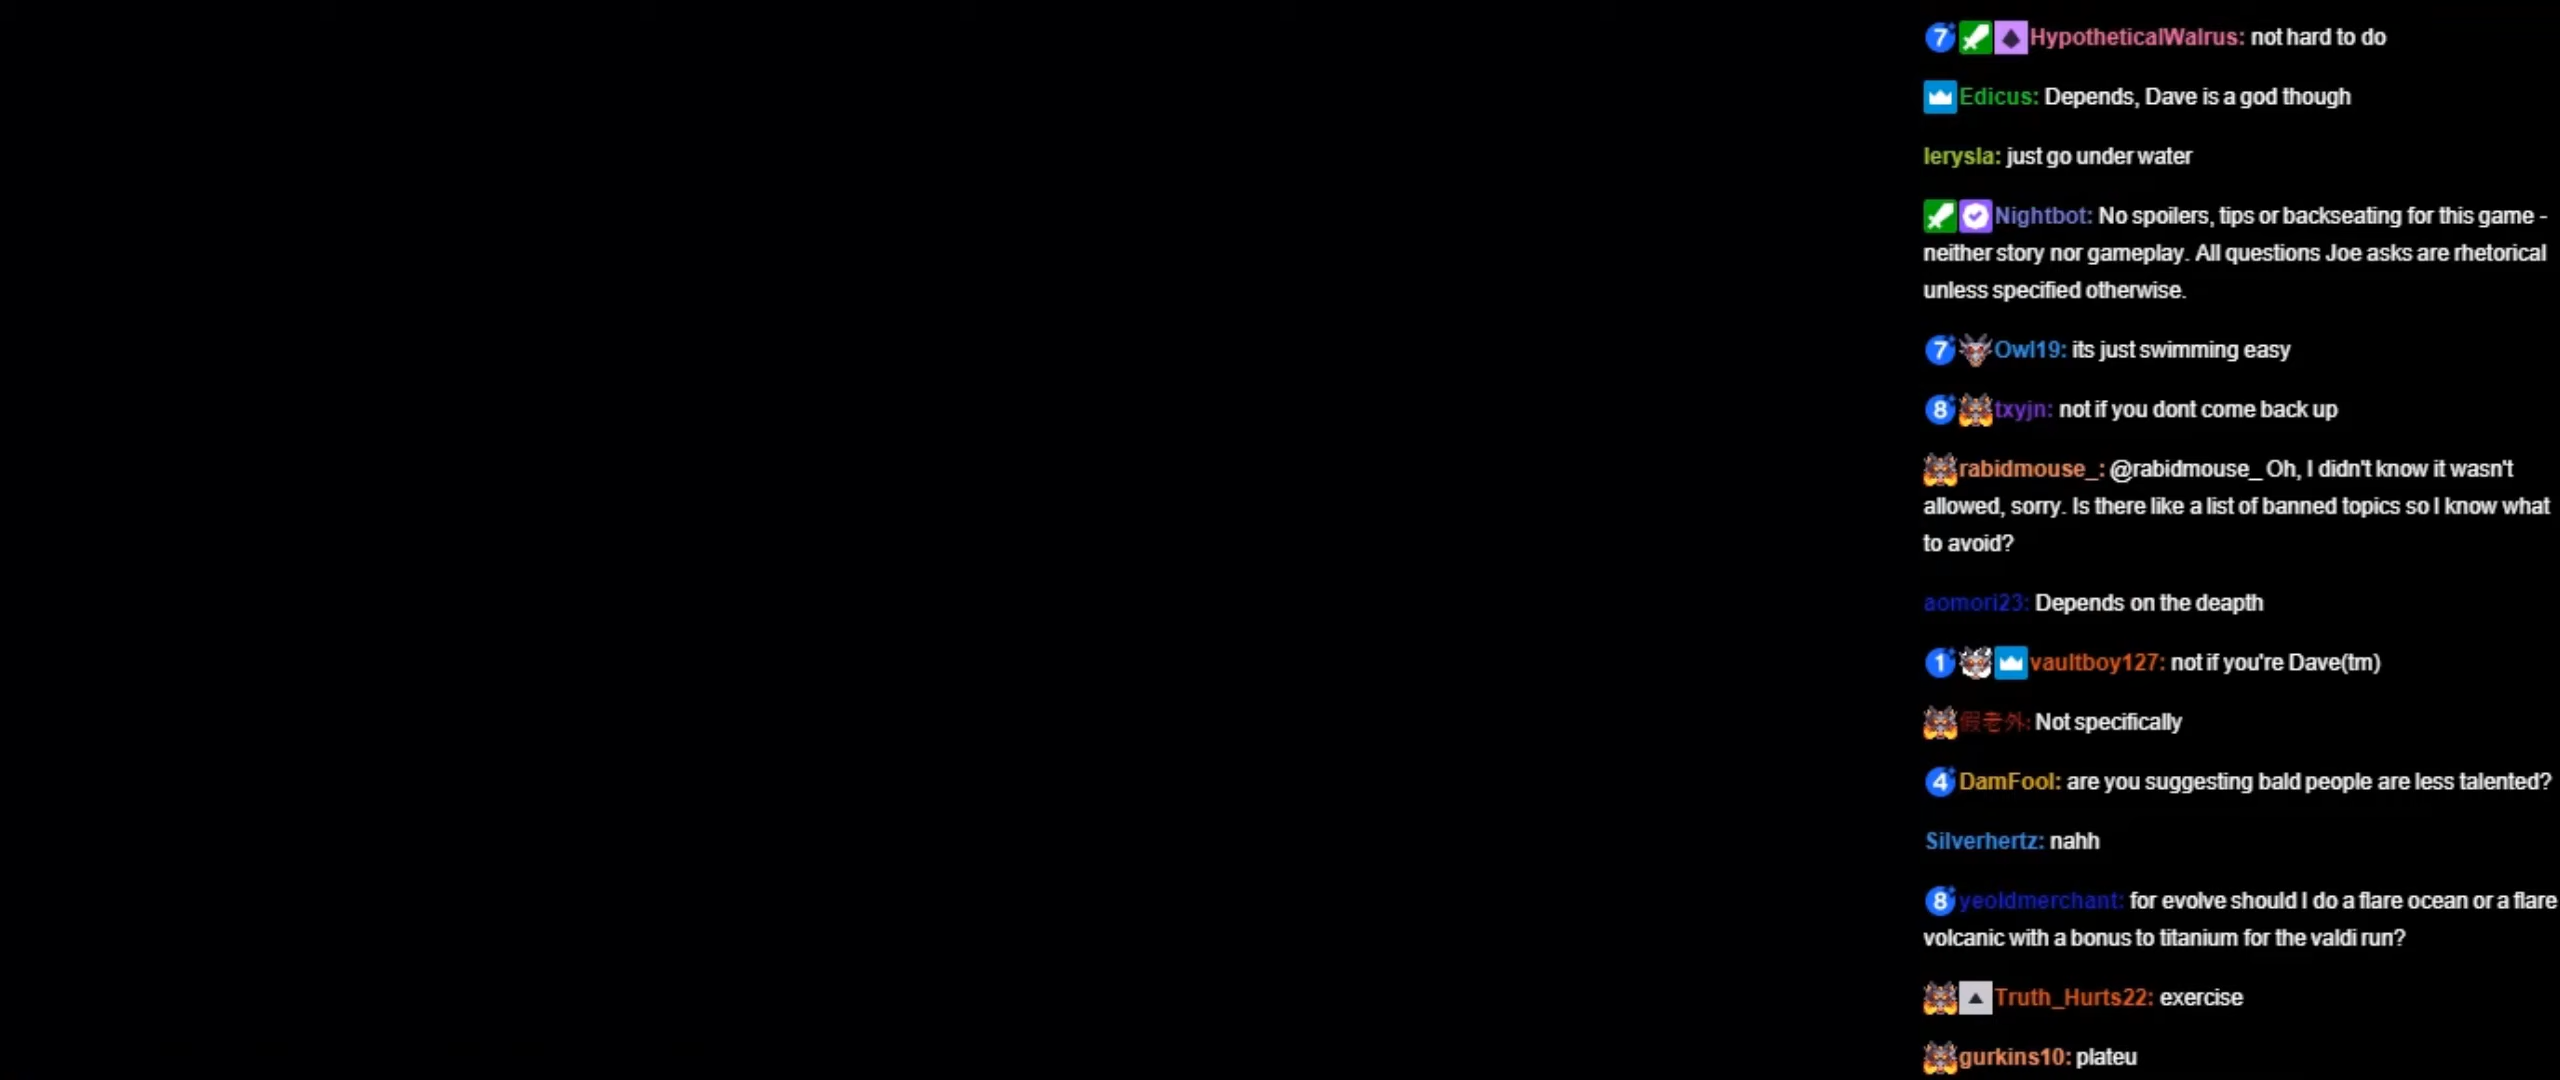 7 HypotheticalWalrus: not hard to do
Edicus: Depends, Dave is a god though
lerysla: just go under water
Nightbot: No spoilers, tips or backseating for this game -
neither story nor gameplay. All questions Joe asks are rhetorical
unless specified otherwise.
7 Owl19: its just swimming easy
8 txyjn: not if you dont come back up
rabidmouse_: @rabidmouse_ Oh, I didn't know it wasn't
allowed, sorry. Is there like a list of banned topics so I know what
to avoid?
aomori23: Depends on the deapth
1 vaultboy127: not if you're Dave(tm)
假老外: Not specifically
4 DamFool: are you suggesting bald people are less talented?
Silverhertz: nahh
8 yeoldmerchant: for evolve should I do a flare ocean or a flare
volcanic with a bonus to titanium for the valdi run?
Truth_Hurts22: exercise
gurkins10: plateu